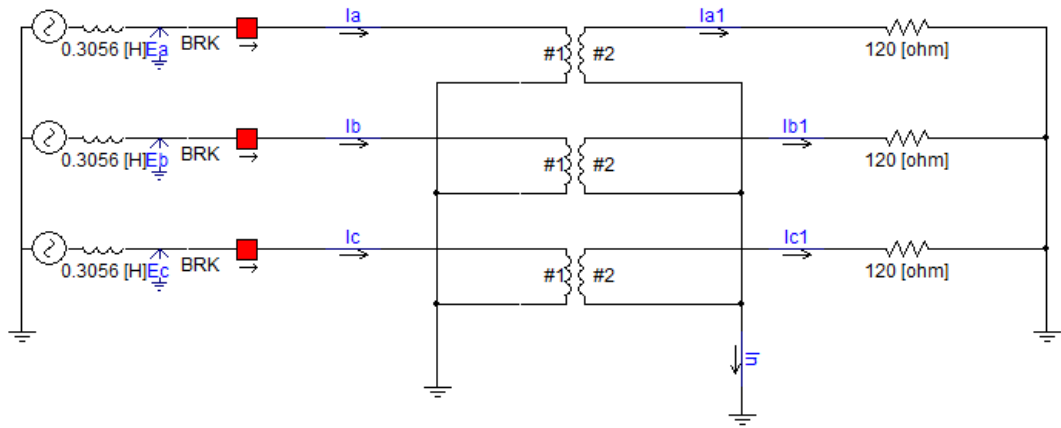 Ia
Ia1
0.3056 [H]
Ea
BRK
#1
#2
120 [ohm]
Ib
Ib1
0.3056 [H]
Eb
BRK
#1
#2
120 [ohm]
Ic
Ic1
0.3056 [H]
Ec
BRK
#1
#2
120 [ohm]
In